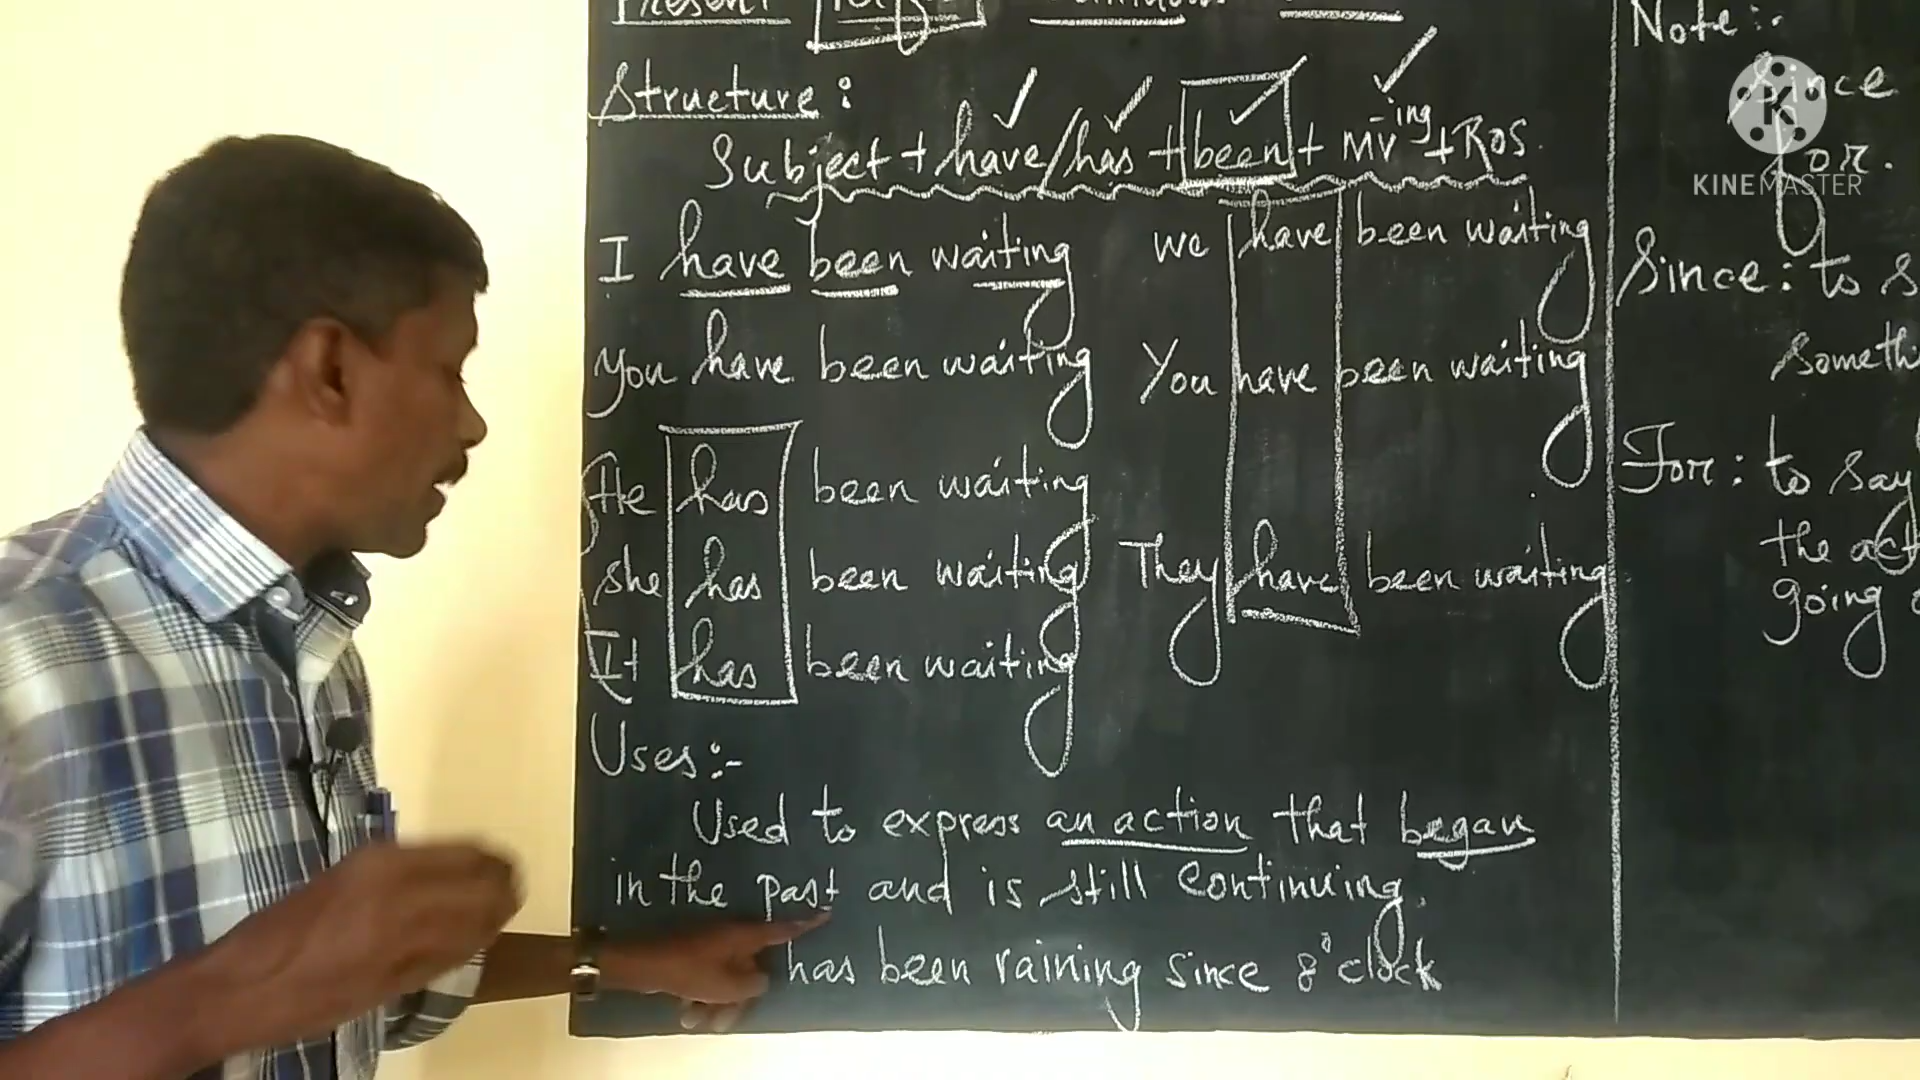 Present
Structure:
Subject + have/has + been + MV-ing + ROS.
I have been waiting
you have been waiting
He has been waiting
she has been waiting
It has been waiting
we have been waiting
You have been waiting
They have been waiting
Uses:-
Used to express an action that began
in the past and is still continuing.
has been raining since 8'clock
Note:-
Since
for.
Since: to s
somethi
For: to say
the act
going
KINEMASTER